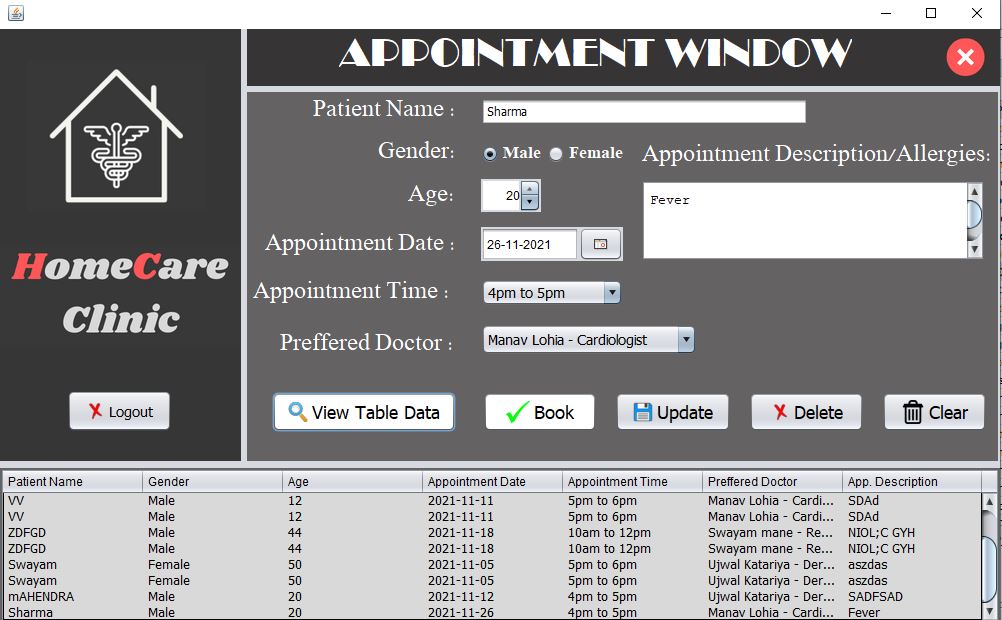 APPOINTMENT WINDOW
HomeCare
Clinic
Logout
Patient Name :
Sharma
Gender:
Male
Female
Appointment Description/Allergies:
Age:
20
Fever
Appointment Date :
26-11-2021
Appointment Time :
4pm to 5pm
Preffered Doctor :
Manav Lohia - Cardiologist
View Table Data
Book
Update
Delete
Clear
Patient Name Gender Age Appointment Date Appointment Time Preffered Doctor App. Description
VV Male 12 2021-11-11 5pm to 6pm Manav Lohia - Cardi... SDAd
VV Male 12 2021-11-11 5pm to 6pm Manav Lohia - Cardi... SDAd
ZDFGD Male 44 2021-11-18 10am to 12pm Swayam mane - Re... NIOL;C GYH
ZDFGD Male 44 2021-11-18 10am to 12pm Swayam mane - Re... NIOL;C GYH
Swayam Female 50 2021-11-05 5pm to 6pm Ujwal Katariya - Der... aszdas
Swayam Female 50 2021-11-05 5pm to 6pm Ujwal Katariya - Der... aszdas
mAHENDRA Male 20 2021-11-12 4pm to 5pm Ujwal Katariya - Der... SADFSAD
Sharma Male 20 2021-11-26 4pm to 5pm Manav Lohia - Cardi... Fever